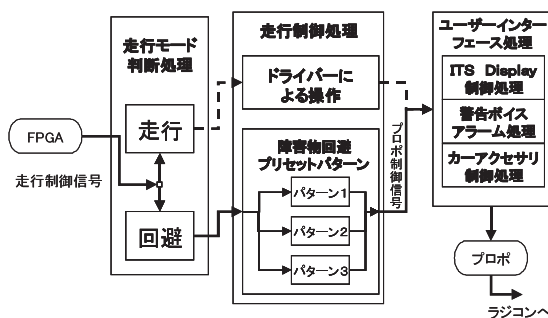 走行モード
判断処理
走行
回避
FPGA
走行制御信号
走行制御処理
ドライバーに
よる操作
障害物回避
プリセットパターン
パターン1
パターン2
パターン3
プロポ制御信号
ユーザーインター
フェース処理
ITS Display
制御処理
警告ボイス
アラーム処理
カーアクセサリ
制御処理
プロポ
ラジコンへ